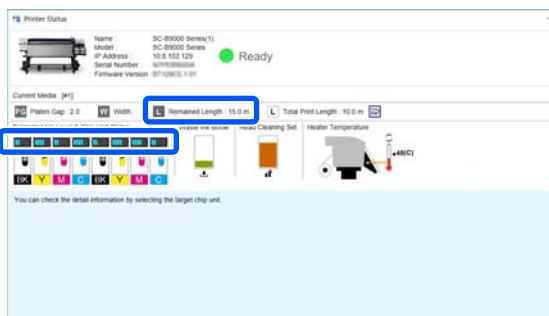 Printer Status
Name : SC-B9000 Series(1)
Model : SC-B9000 Series
IP Address : 10.8.103.129
Serial Number :
Firmware Version :
Ready
Current Media : [#1]
PG Platen Gap : 2.0 W Width : L Remained Length : 15.0 m L Total Print Length : 10.0 m
Waste Ink Bottle Head Cleaning Set Heater Temperature
48(C)
BK Y M C BK Y M C
You can check the detail information by selecting the target chip unit.